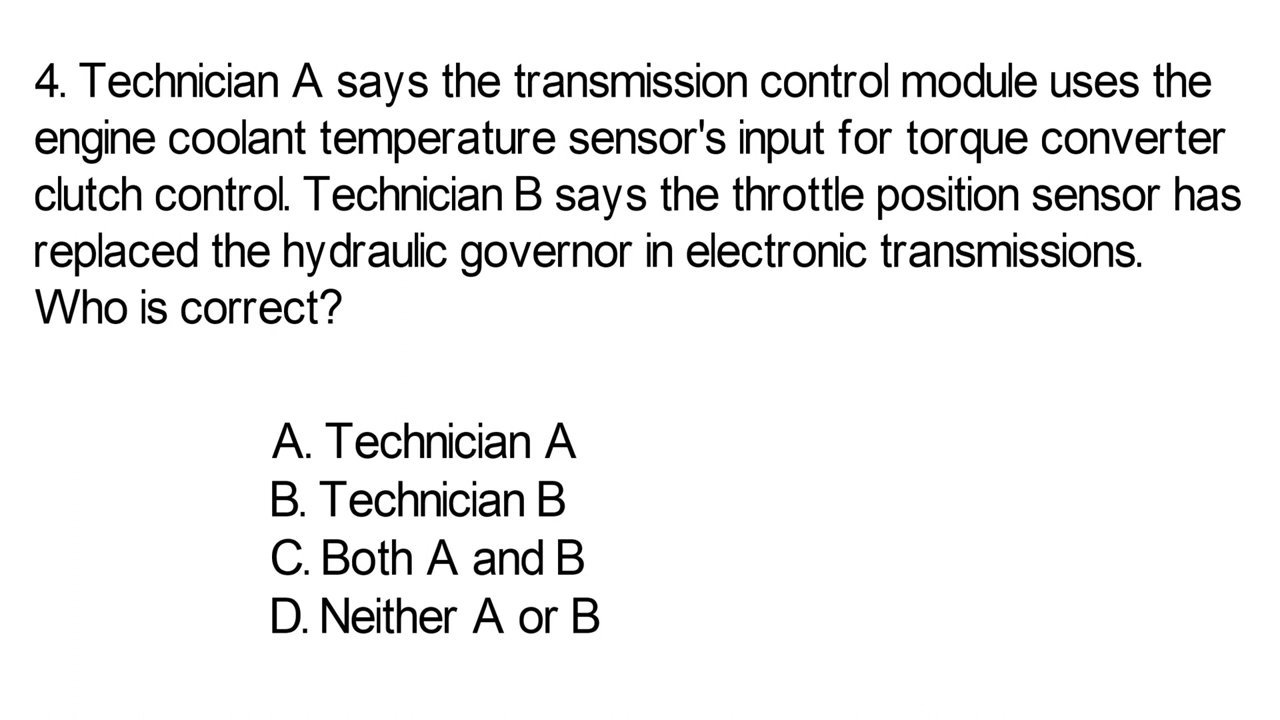 4. Technician A says the transmission control module uses the
engine coolant temperature sensor's input for torque converter
clutch control. Technician B says the throttle position sensor has
replaced the hydraulic governor in electronic transmissions.
Who is correct?
A. Technician A
B. Technician B
C. Both A and B
D. Neither A or B